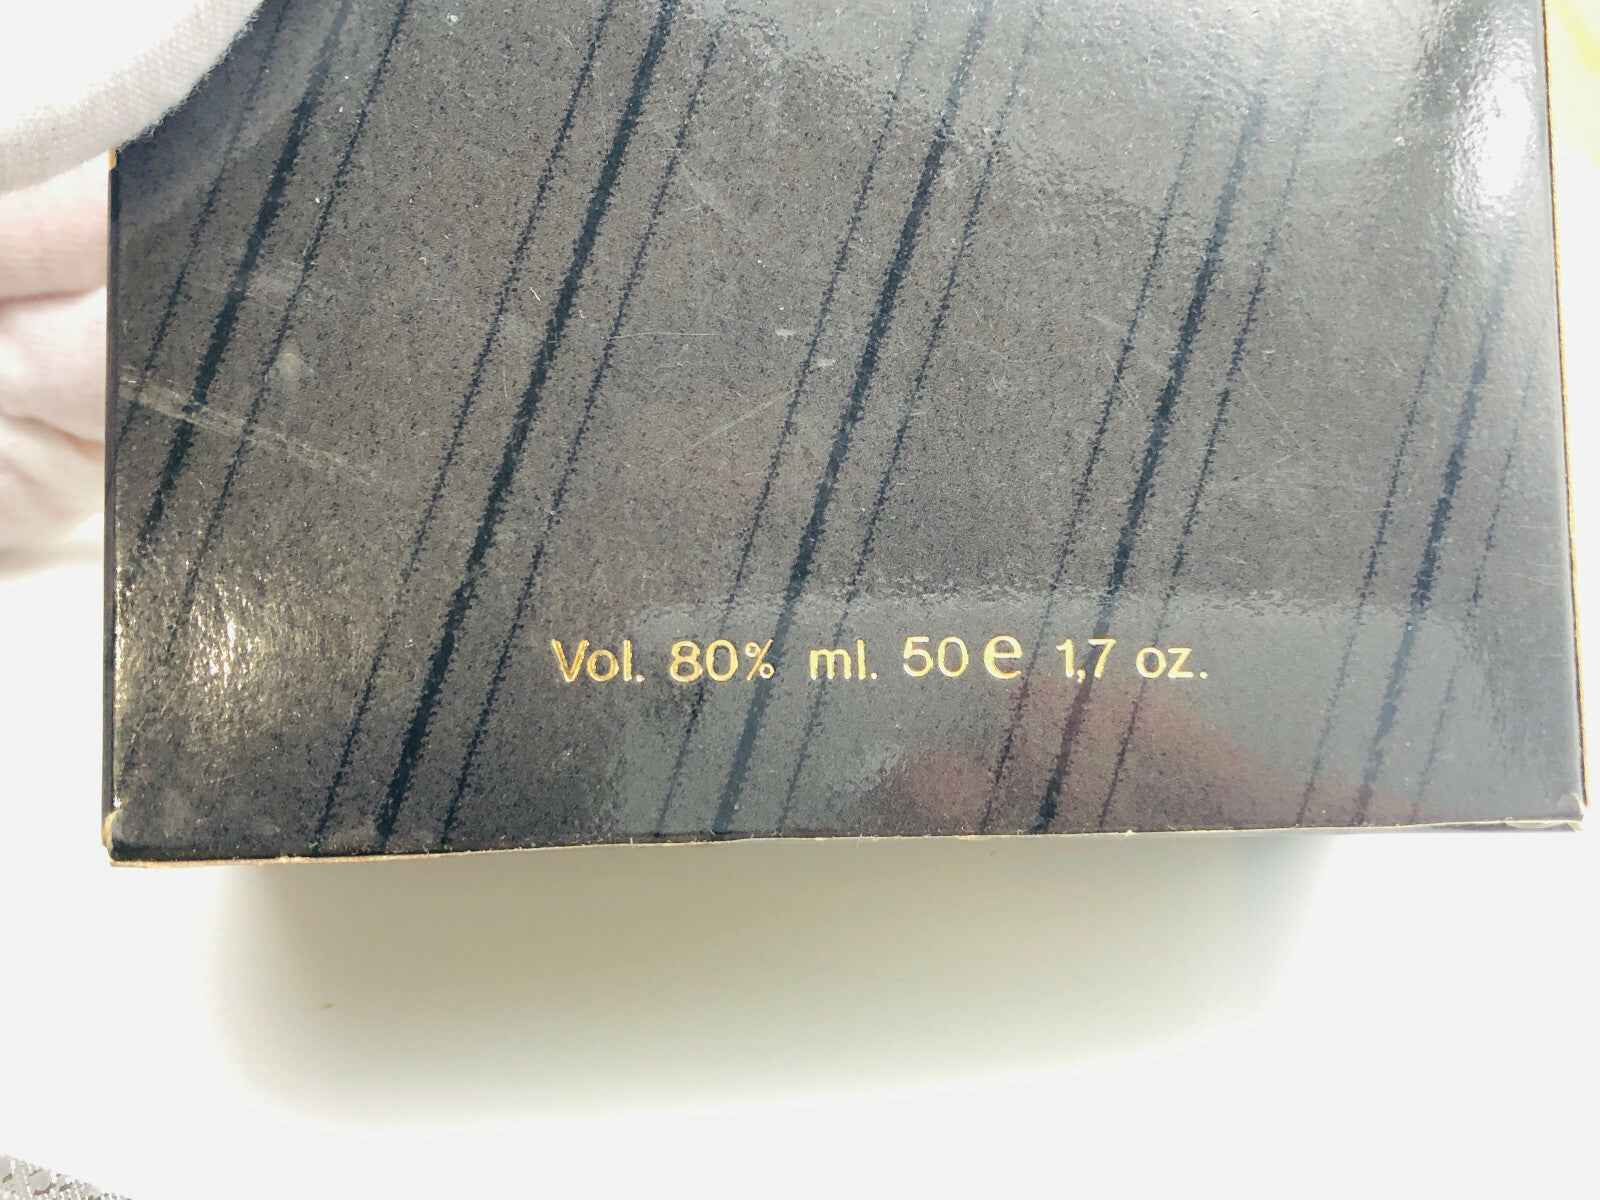 Vol. 80% ml. 50 e 1,7 oz.